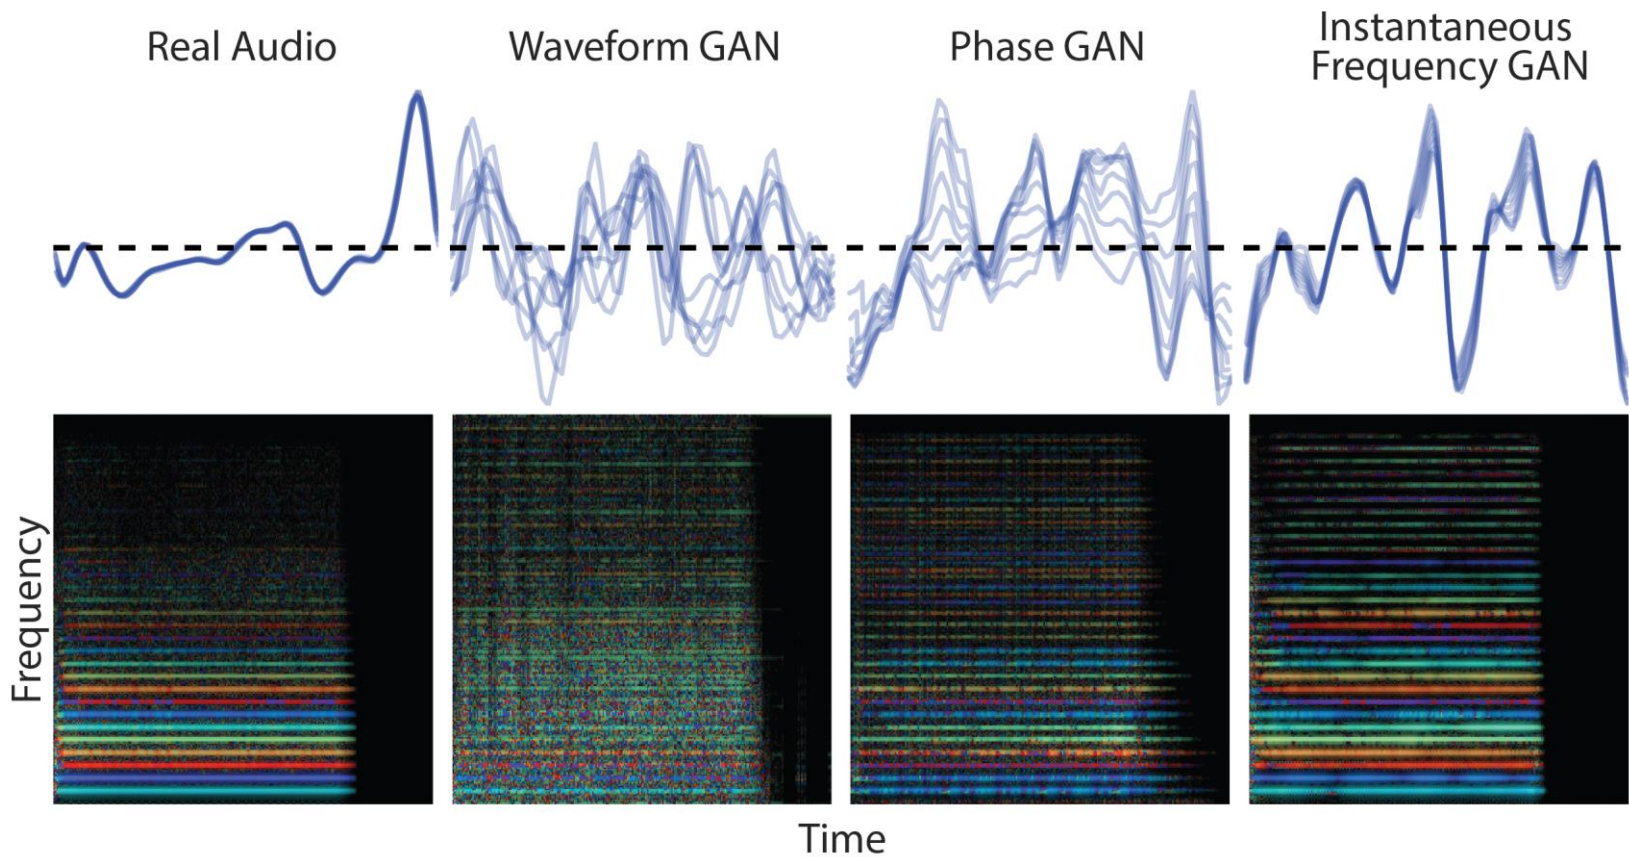 Real Audio
Waveform GAN
Phase GAN
Instantaneous
Frequency GAN
Frequency
Time